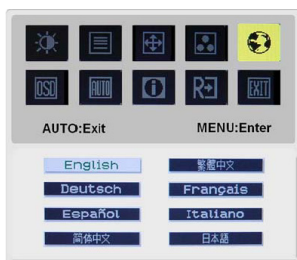 OSD AUTO i R EXIT
AUTO:Exit MENU:Enter
English 繁體中文
Deutsch Français
Español Italiano
简体中文 日本語